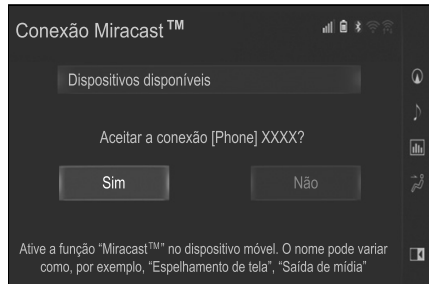 Conexão Miracast™
Dispositivos disponíveis
Aceitar a conexão [Phone] XXXX?
Sim
Não
Ative a função “Miracast™” no dispositivo móvel. O nome pode variar
como, por exemplo, “Espelhamento de tela”, “Saída de mídia”